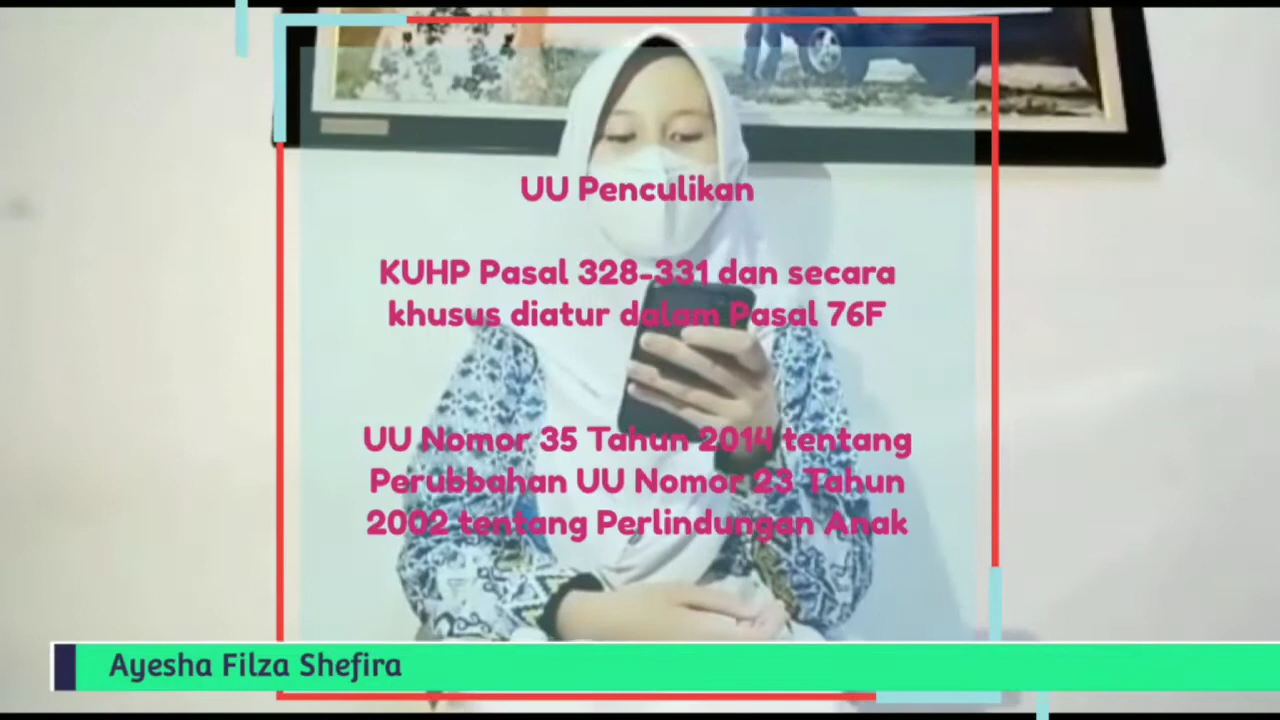 UU Penculikan
KUHP Pasal 328-331 dan secara
khusus diatur dalam Pasal 76F
UU Nomor 35 Tahun 2014 tentang
Perubbahan UU Nomor 23 Tahun
2002 tentang Perlindungan Anak
Ayesha Filza Shefira